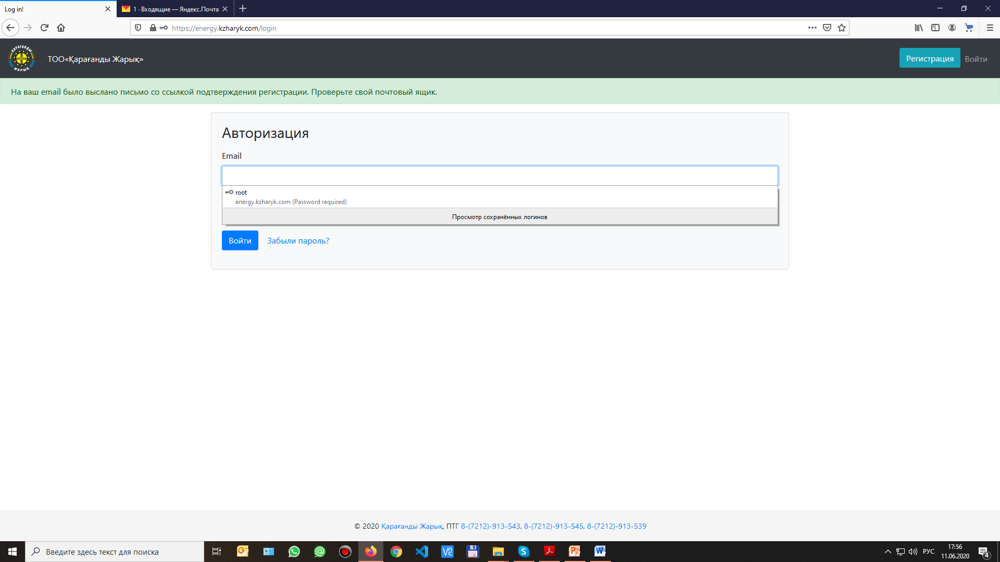 Log in!
1 · Входящие — Яндекс.Почта
https://energy.kzharyk.com/login
ҚАРАҒАНДЫ
ЖАРЫҚ
ТОО«Қарағанды Жарық»
Регистрация
Войти
На ваш email было выслано письмо со ссылкой подтверждения регистрации. Проверьте свой почтовый ящик.
Авторизация
Email
root
energy.kzharyk.com (Password required)
Просмотр сохранённых логинов
Войти
Забыли пароль?
© 2020 Қарағанды Жарық, ПТГ 8-(7212)-913-543, 8-(7212)-913-545, 8-(7212)-913-539
Введите здесь текст для поиска
РУС
17:56
11.06.2020
4